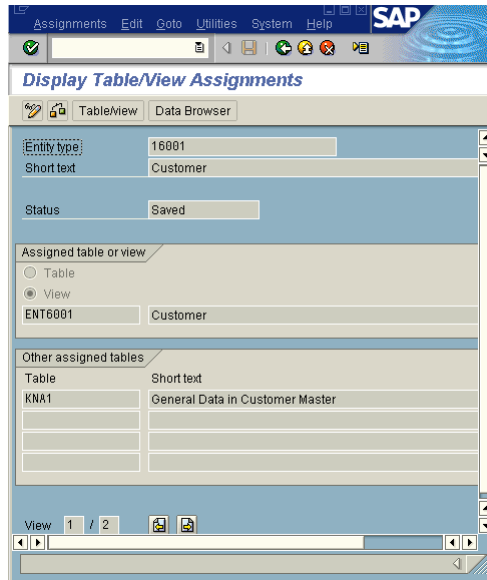 Assignments Edit Goto Utilities System Help
SAP
Display Table/View Assignments
Table/view Data Browser
Entity type 16001
Short text Customer
Status Saved
Assigned table or view
Table
View
ENT6001 Customer
Other assigned tables
Table Short text
KNA1 General Data in Customer Master
View 1 / 2